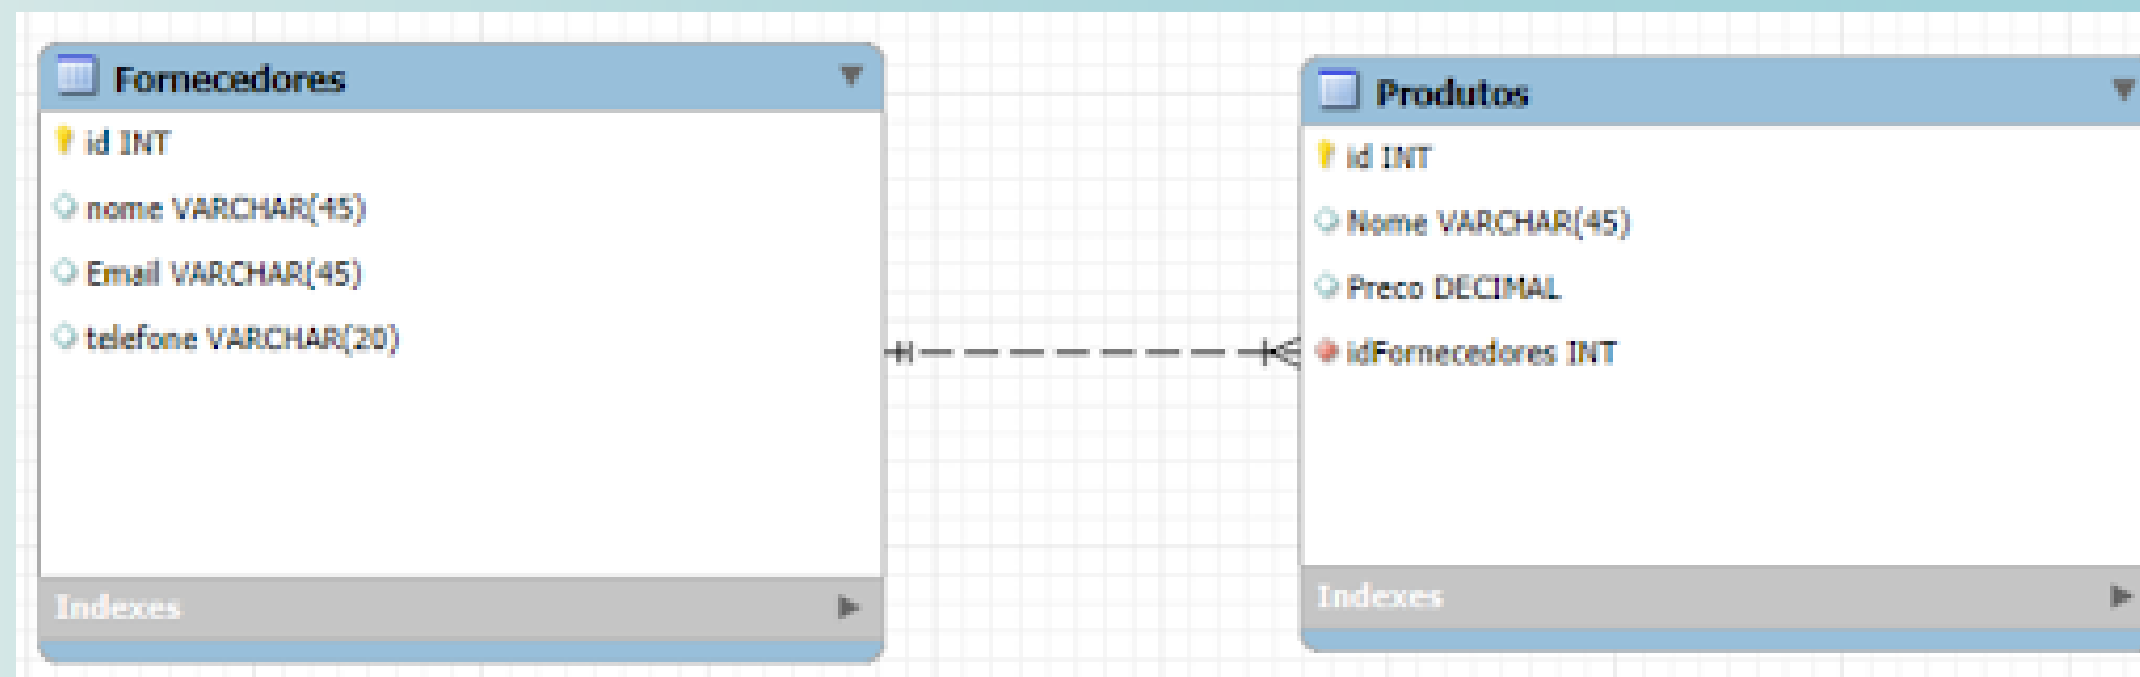 Fornecedores
id INT
nome VARCHAR(45)
Email VARCHAR(45)
telefone VARCHAR(20)
Indexes
Produtos
id INT
Nome VARCHAR(45)
Preco DECIMAL
idFornecedores INT
Indexes